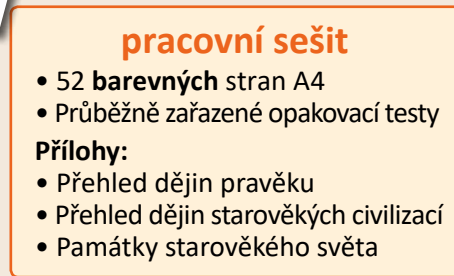 pracovní sešit
• 52 barevných stran A4
• Průběžně zařazené opakovací testy
Přílohy:
• Přehled dějin pravěku
• Přehled dějin starověkých civilizací
• Památky starověkého světa